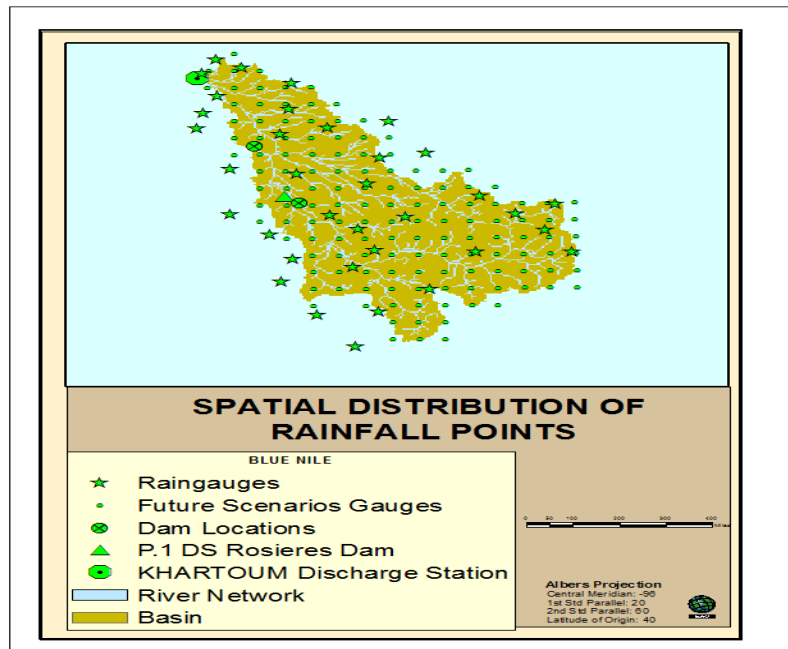 SPATIAL DISTRIBUTION OF
RAINFALL POINTS
BLUE NILE
Raingauges
Future Scenarios Gauges
Dam Locations
P.1 DS Rosieres Dam
KHARTOUM Discharge Station
River Network
Basin
0 50 100 200 300 400
Miles
Albers Projection
Central Meridian: -96
1st Std Parallel: 20
2nd Std Parallel: 60
Latitude of Origin: 40